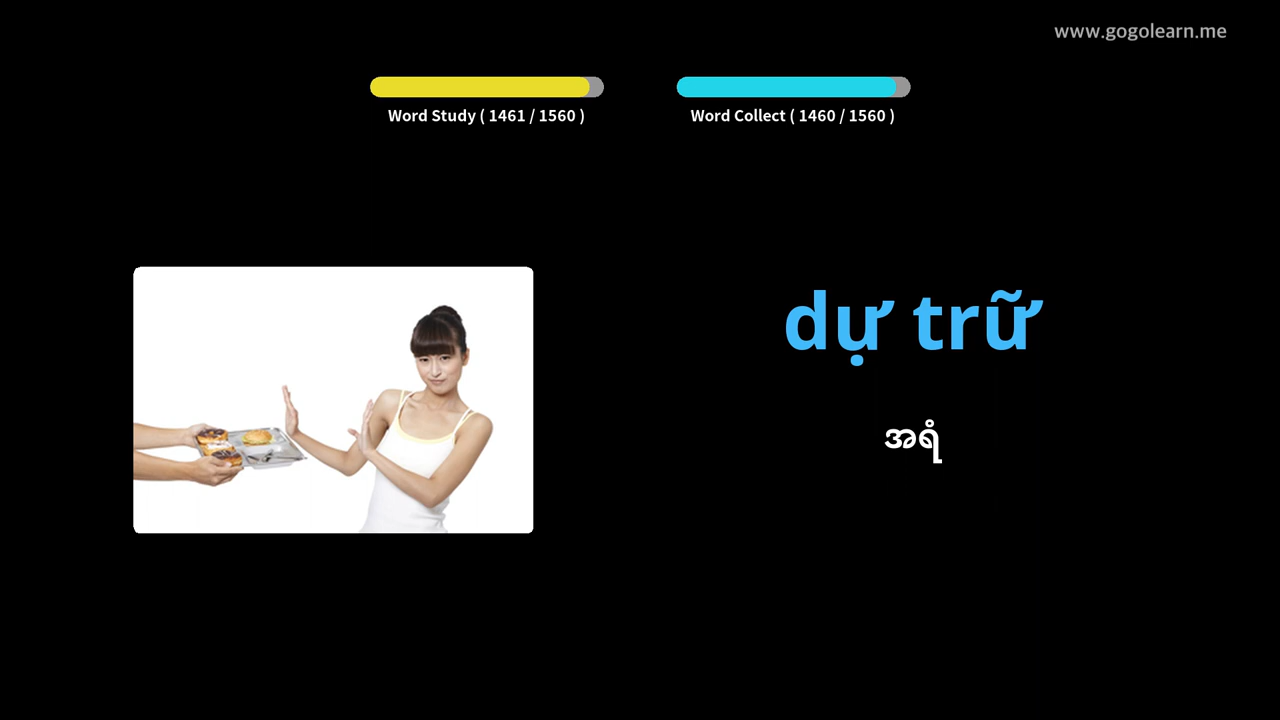 www.gogolearn.me
Word Study ( 1461 / 1560 )
Word Collect ( 1460 / 1560 )
dự trữ
အရံ